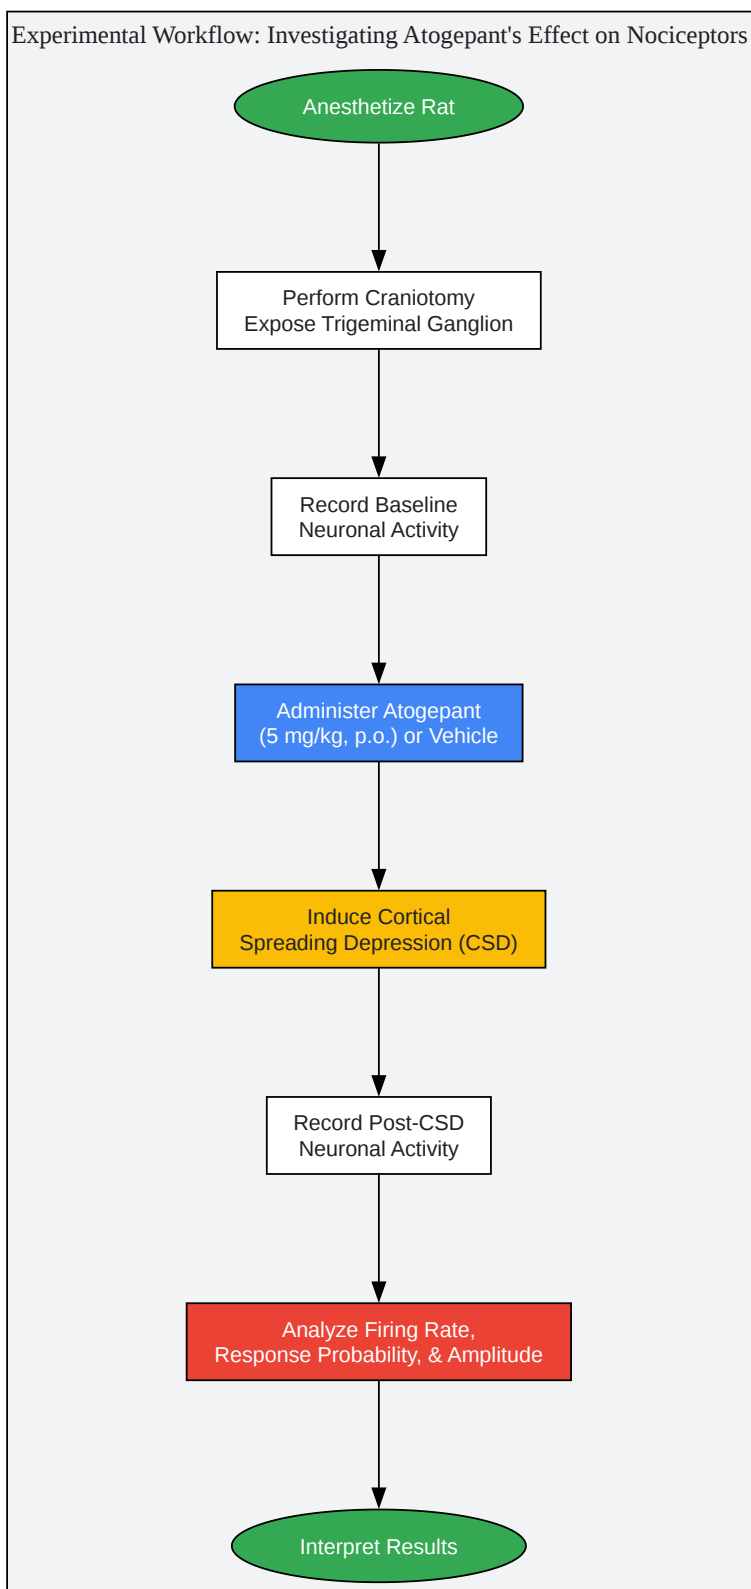 Experimental Workflow: Investigating Atogepant's Effect on Nociceptors
Anesthetize Rat
Perform Craniotomy
Expose Trigeminal Ganglion
Record Baseline
Neuronal Activity
Administer Atogepant
(5 mg/kg, p.o.) or Vehicle
Induce Cortical
Spreading Depression (CSD)
Record Post-CSD
Neuronal Activity
Analyze Firing Rate,
Response Probability, & Amplitude
Interpret Results